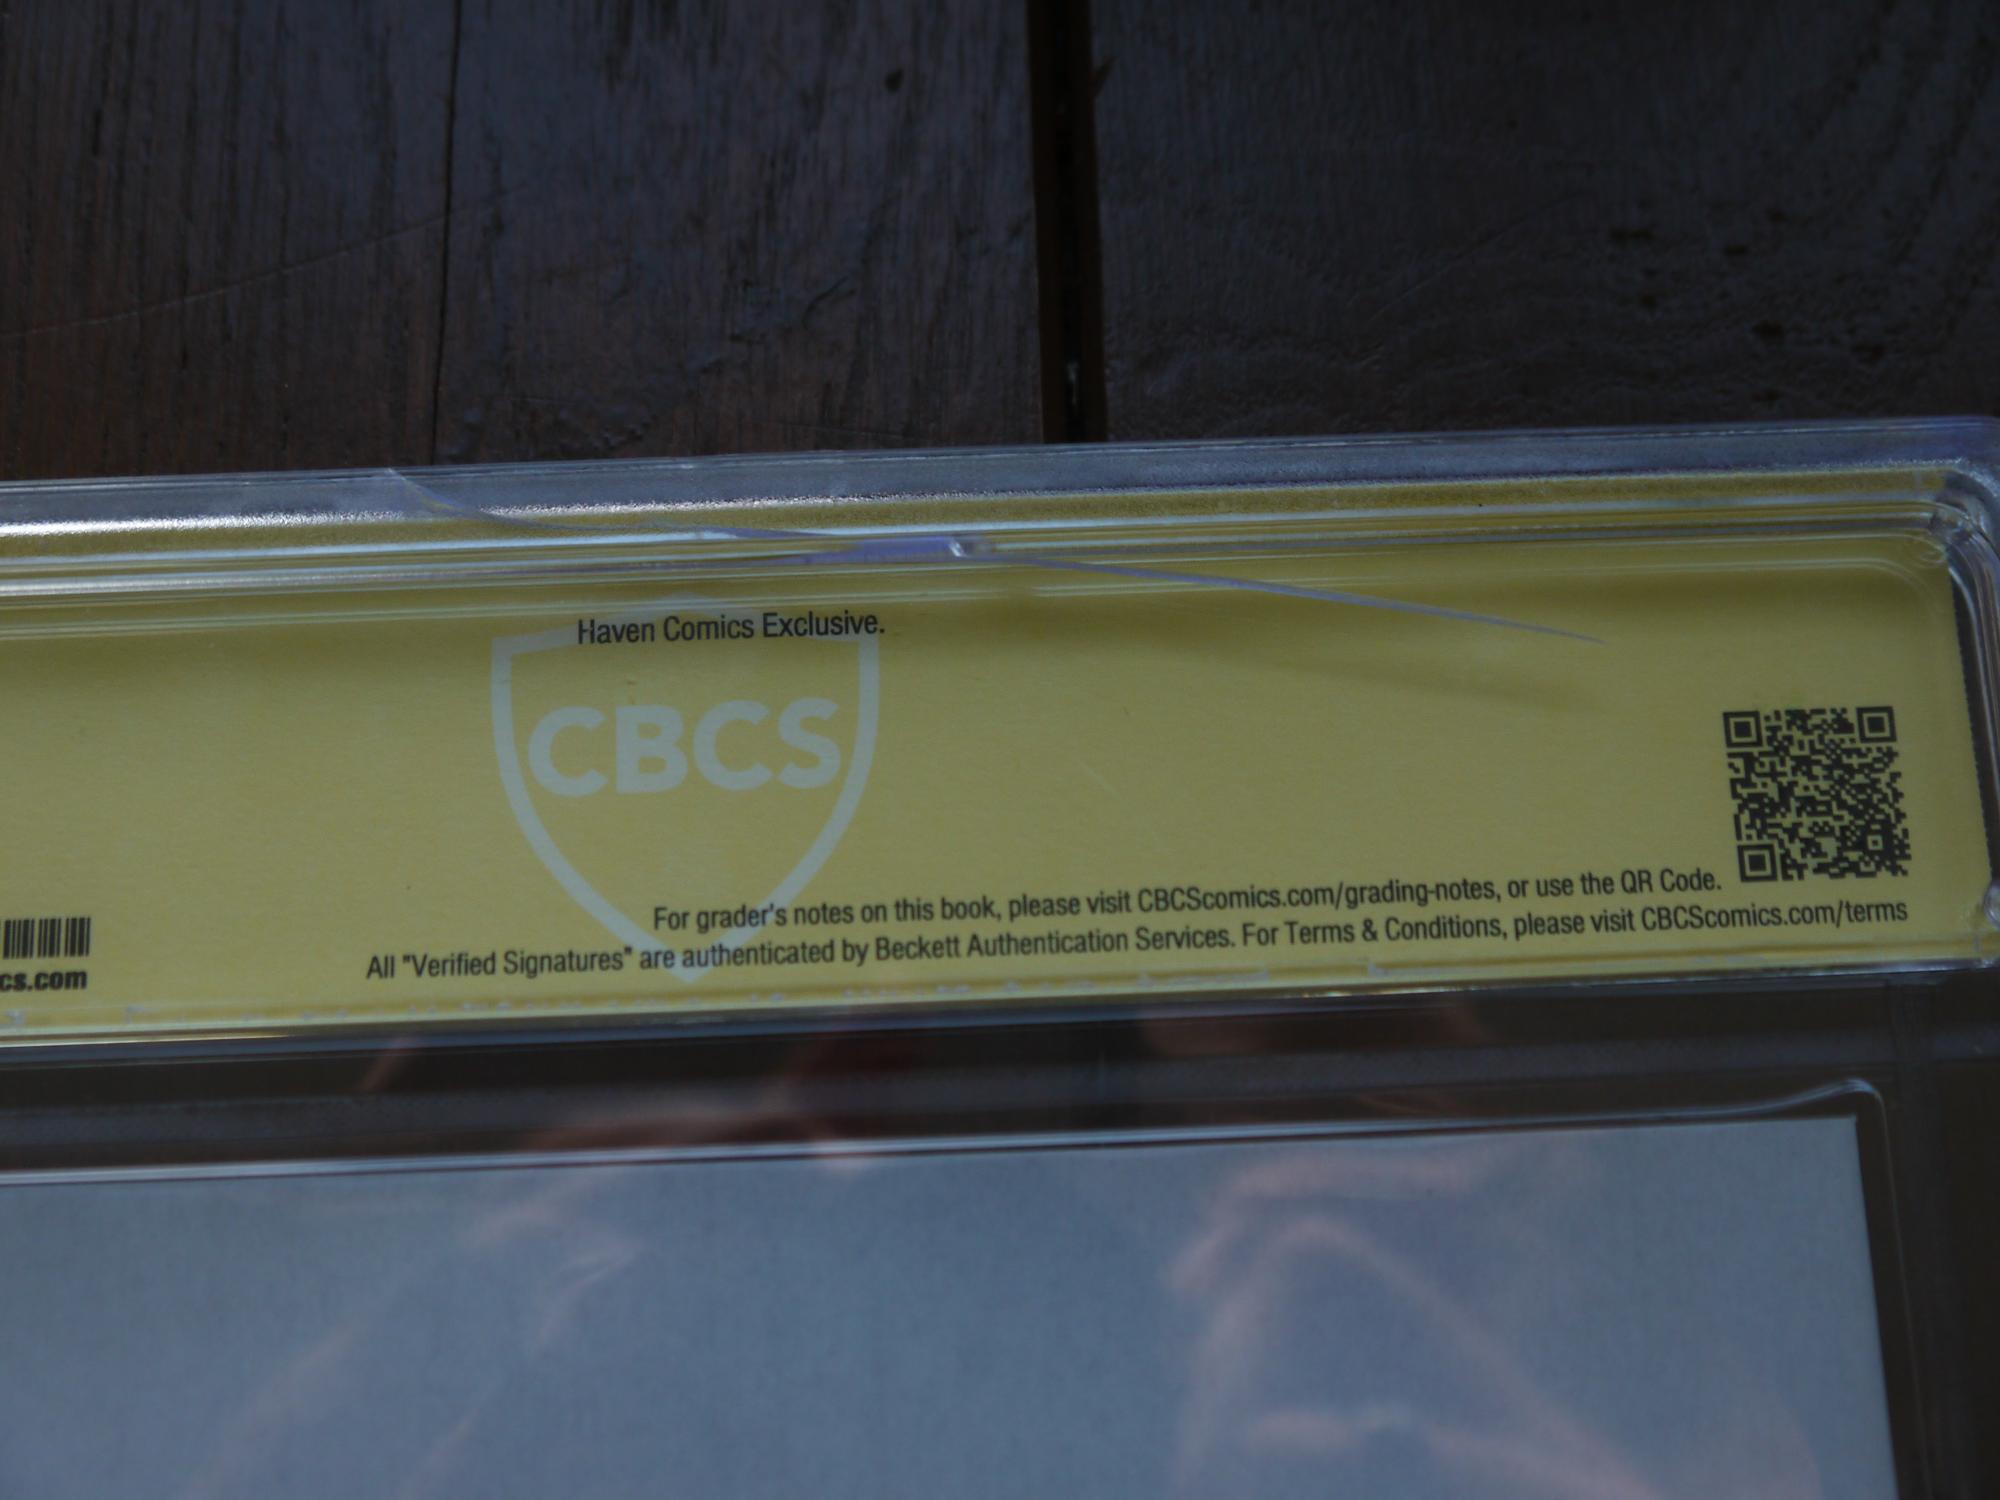 Haven Comics Exclusive.
CBCS
For grader's notes on this book, please visit CBCScomics.com/grading-notes, or use the QR Code.
All "Verified Signatures" are authenticated by Beckett Authentication Services. For Terms & Conditions, please visit CBCScomics.com/terms
cs.com